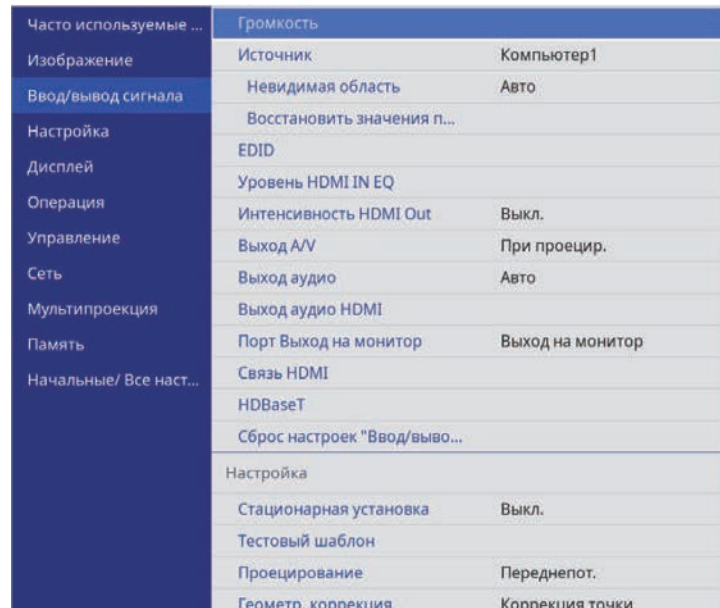 Часто используемые ...
Изображение
Ввод/вывод сигнала
Настройка
Дисплей
Операция
Управление
Сеть
Мультипроекция
Память
Начальные/ Все наст...
Громкость
Источник Компьютер1
Невидимая область Авто
Восстановить значения п...
EDID
Уровень HDMI IN EQ
Интенсивность HDMI Out Выкл.
Выход A/V При проецир.
Выход аудио Авто
Выход аудио HDMI
Порт Выход на монитор Выход на монитор
Связь HDMI
HDBaseT
Сброс настроек "Ввод/выво...
Настройка
Стационарная установка Выкл.
Тестовый шаблон
Проецирование Переднепот.
Геометр. коррекция Коррекция точки